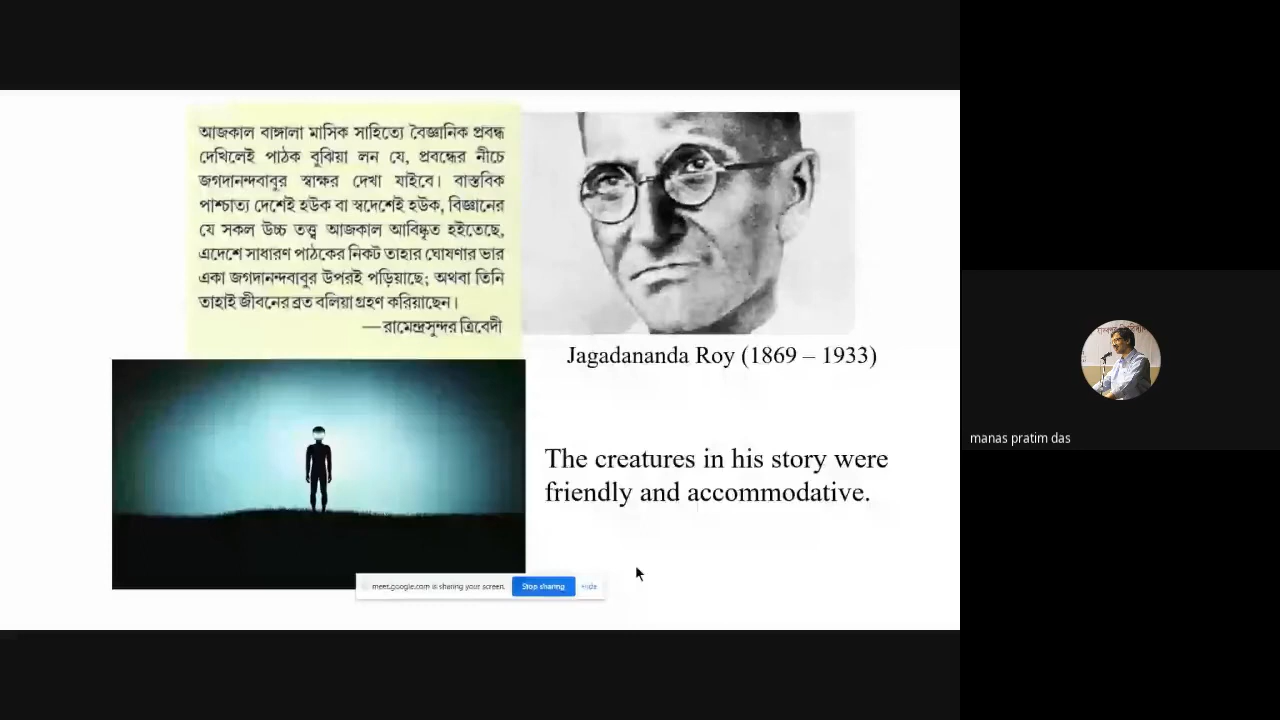 আজকাল বাঙ্গালা মাসিক সাহিত্যে বৈজ্ঞানিক প্রবন্ধ
দেখিলেই পাঠক বুঝিয়া লন যে, প্রবন্ধের নীচে
জগদানন্দবাবুর স্বাক্ষর দেখা যাইবে। বাস্তবিক
পাশ্চাত্য দেশেই হউক বা স্বদেশেই হউক, বিজ্ঞানের
যে সকল উচ্চ তত্ত্ব আজকাল আবিষ্কৃত হইতেছে,
এদেশে সাধারণ পাঠকের নিকট তাহার ঘোষণার ভার
একা জগদানন্দবাবুর উপরই পড়িয়াছে; অথবা তিনি
তাহাই জীবনের ব্রত বলিয়া গ্রহণ করিয়াছেন।
—রামেন্দ্রসুন্দর ত্রিবেদী
Jagadananda Roy (1869 – 1933)
The creatures in his story were
friendly and accommodative.
meet.google.com is sharing your screen.
Stop sharing
Hide
manas pratim das